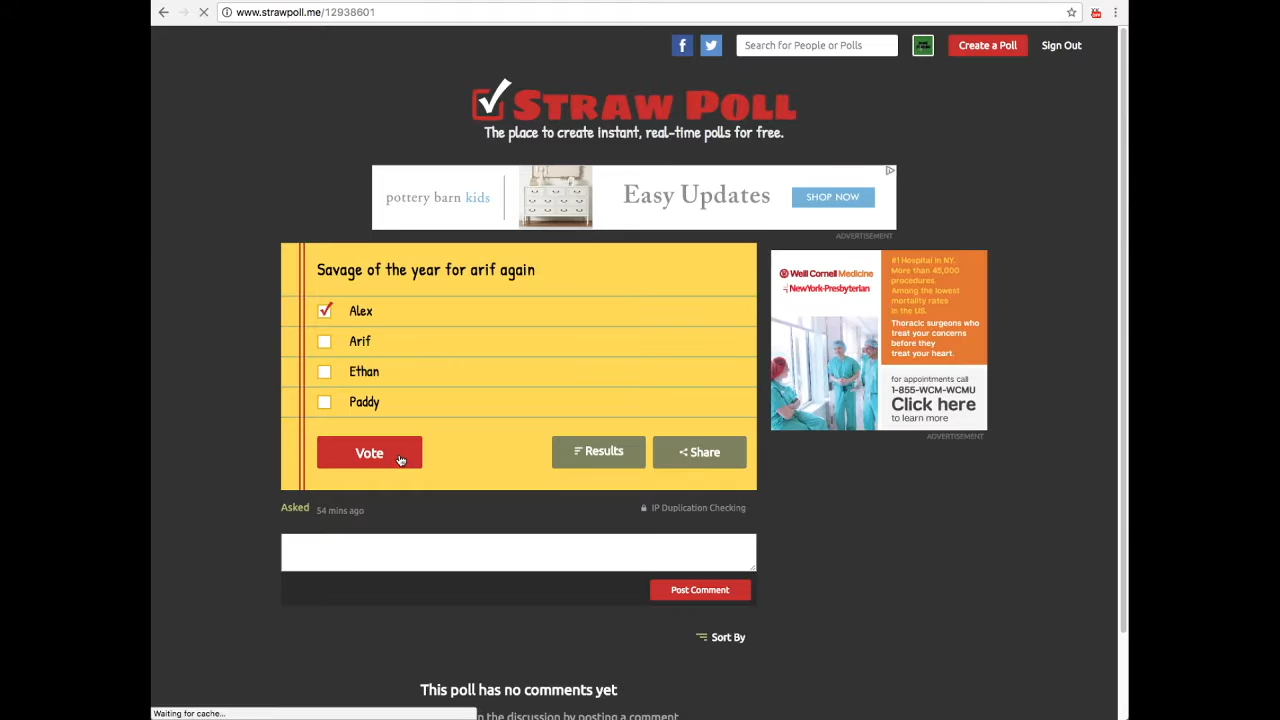 www.strawpoll.me/12938601
Search for People or Polls
Create a Poll
Sign Out
STRAW POLL
The place to create instant, real-time polls for free.
pottery barn kids
Easy Updates
SHOP NOW
ADVERTISEMENT
Savage of the year for arif again
Alex
Arif
Ethan
Paddy
Vote
Results
Share
Asked 54 mins ago
IP Duplication Checking
Weill Cornell Medicine
NewYork-Presbyterian
#1 Hospital in NY.
More than 45,000
procedures.
Among the lowest
mortality rates
in the US.
Thoracic surgeons who
treat your concerns
before they
treat your heart.
for appointments call
1-855-WCM-WCMU
Click here
to learn more
ADVERTISEMENT
Post Comment
Sort By
This poll has no comments yet
n the discussion by posting a comment
Waiting for cache...